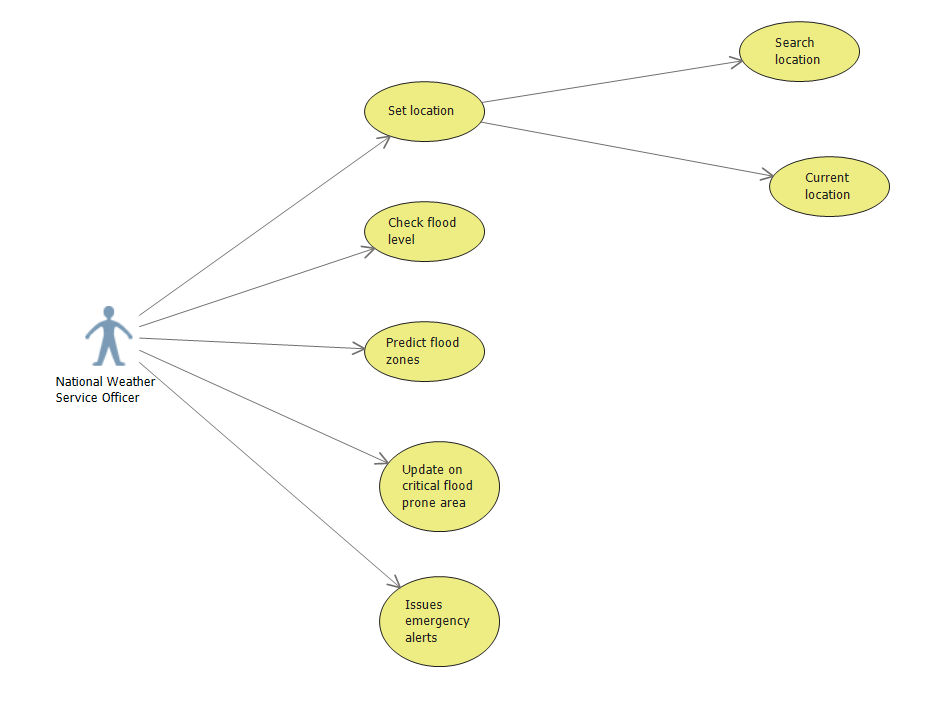 Search
location
Set location
Current
location
Check flood
level
Predict flood
zones
National Weather
Service Officer
Update on
critical flood
prone area
Issues
emergency
alerts